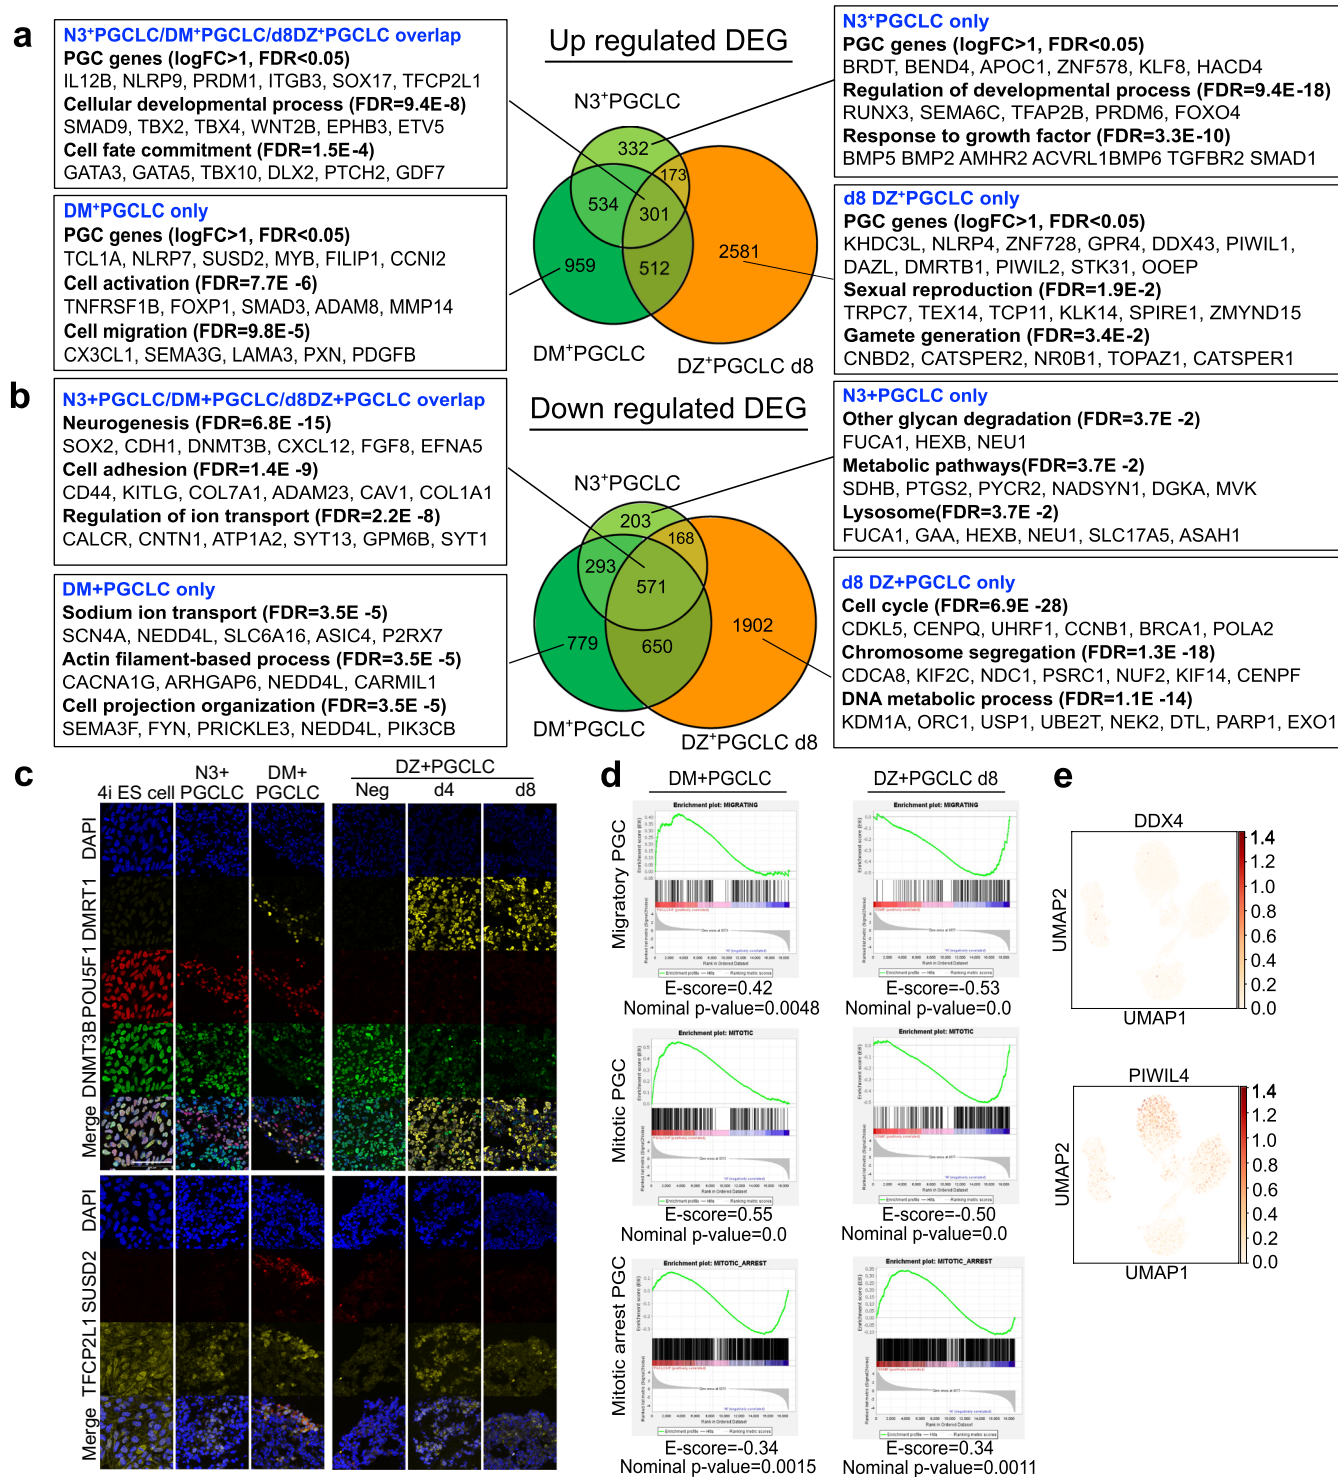 a
N3⁺PGCLC/DM⁺PGCLC/d8DZ⁺PGCLC overlap
PGC genes (logFC>1, FDR<0.05)
IL12B, NLRP9, PRDM1, ITGB3, SOX17, TFCP2L1
Cellular developmental process (FDR=9.4E-8)
SMAD9, TBX2, TBX4, WNT2B, EPHB3, ETV5
Cell fate commitment (FDR=1.5E-4)
GATA3, GATA5, TBX10, DLX2, PTCH2, GDF7
DM⁺PGCLC only
PGC genes (logFC>1, FDR<0.05)
TCL1A, NLRP7, SUSD2, MYB, FILIP1, CCNI2
Cell activation (FDR=7.7E -6)
TNFRSF1B, FOXP1, SMAD3, ADAM8, MMP14
Cell migration (FDR=9.8E-5)
CX3CL1, SEMA3G, LAMA3, PXN, PDGFB
Up regulated DEG
N3⁺PGCLC
332
173
534
301
2581
959
512
DM⁺PGCLC
DZ⁺PGCLC d8
N3⁺PGCLC only
PGC genes (logFC>1, FDR<0.05)
BRDT, BEND4, APOC1, ZNF578, KLF8, HACD4
Regulation of developmental process (FDR=9.4E-18)
RUNX3, SEMA6C, TFAP2B, PRDM6, FOXO4
Response to growth factor (FDR=3.3E-10)
BMP5 BMP2 AMHR2 ACVRL1BMP6 TGFBR2 SMAD1
d8 DZ⁺PGCLC only
PGC genes (logFC>1, FDR<0.05)
KHDC3L, NLRP4, ZNF728, GPR4, DDX43, PIWIL1,
DAZL, DMRTB1, PIWIL2, STK31, OOEP
Sexual reproduction (FDR=1.9E-2)
TRPC7, TEX14, TCP11, KLK14, SPIRE1, ZMYND15
Gamete generation (FDR=3.4E-2)
CNBD2, CATSPER2, NR0B1, TOPAZ1, CATSPER1
b
N3+PGCLC/DM+PGCLC/d8DZ+PGCLC overlap
Neurogenesis (FDR=6.8E -15)
SOX2, CDH1, DNMT3B, CXCL12, FGF8, EFNA5
Cell adhesion (FDR=1.4E -9)
CD44, KITLG, COL7A1, ADAM23, CAV1, COL1A1
Regulation of ion transport (FDR=2.2E -8)
CALCR, CNTN1, ATP1A2, SYT13, GPM6B, SYT1
DM+PGCLC only
Sodium ion transport (FDR=3.5E -5)
SCN4A, NEDD4L, SLC6A16, ASIC4, P2RX7
Actin filament-based process (FDR=3.5E -5)
CACNA1G, ARHGAP6, NEDD4L, CARMIL1
Cell projection organization (FDR=3.5E -5)
SEMA3F, FYN, PRICKLE3, NEDD4L, PIK3CB
Down regulated DEG
N3⁺PGCLC
203
168
293
571
1902
779
650
DM⁺PGCLC
DZ⁺PGCLC d8
N3+PGCLC only
Other glycan degradation (FDR=3.7E -2)
FUCA1, HEXB, NEU1
Metabolic pathways(FDR=3.7E -2)
SDHB, PTGS2, PYCR2, NADSYN1, DGKA, MVK
Lysosome(FDR=3.7E -2)
FUCA1, GAA, HEXB, NEU1, SLC17A5, ASAH1
d8 DZ+PGCLC only
Cell cycle (FDR=6.9E -28)
CDKL5, CENPQ, UHRF1, CCNB1, BRCA1, POLA2
Chromosome segregation (FDR=1.3E -18)
CDCA8, KIF2C, NDC1, PSRC1, NUF2, KIF14, CENPF
DNA metabolic process (FDR=1.1E -14)
KDM1A, ORC1, USP1, UBE2T, NEK2, DTL, PARP1, EXO1
c
4i ES cell
N3+
PGCLC
DM+
PGCLC
DZ+PGCLC
Neg
d4
d8
DAPI
DMRT1
POU5F1
DNMT3B
Merge
DAPI
SUSD2
TFCP2L1
Merge
d
DM+PGCLC
DZ+PGCLC d8
Migratory PGC
Enrichment plot: MIGRATING
Enrichment plot: MIGRATING
E-score=0.42
Nominal p-value=0.0048
E-score=-0.53
Nominal p-value=0.0
Mitotic PGC
Enrichment plot: MITOTIC
Enrichment plot: MITOTIC
E-score=0.55
Nominal p-value=0.0
E-score=-0.50
Nominal p-value=0.0
Mitotic arrest PGC
Enrichment plot: MITOTIC_ARREST
Enrichment plot: MITOTIC_ARREST
E-score=-0.34
Nominal p-value=0.0015
E-score=0.34
Nominal p-value=0.0011
e
DDX4
UMAP2
UMAP1
1.4
1.2
1.0
0.8
0.6
0.4
0.2
0.0
PIWIL4
UMAP2
UMAP1
1.4
1.2
1.0
0.8
0.6
0.4
0.2
0.0